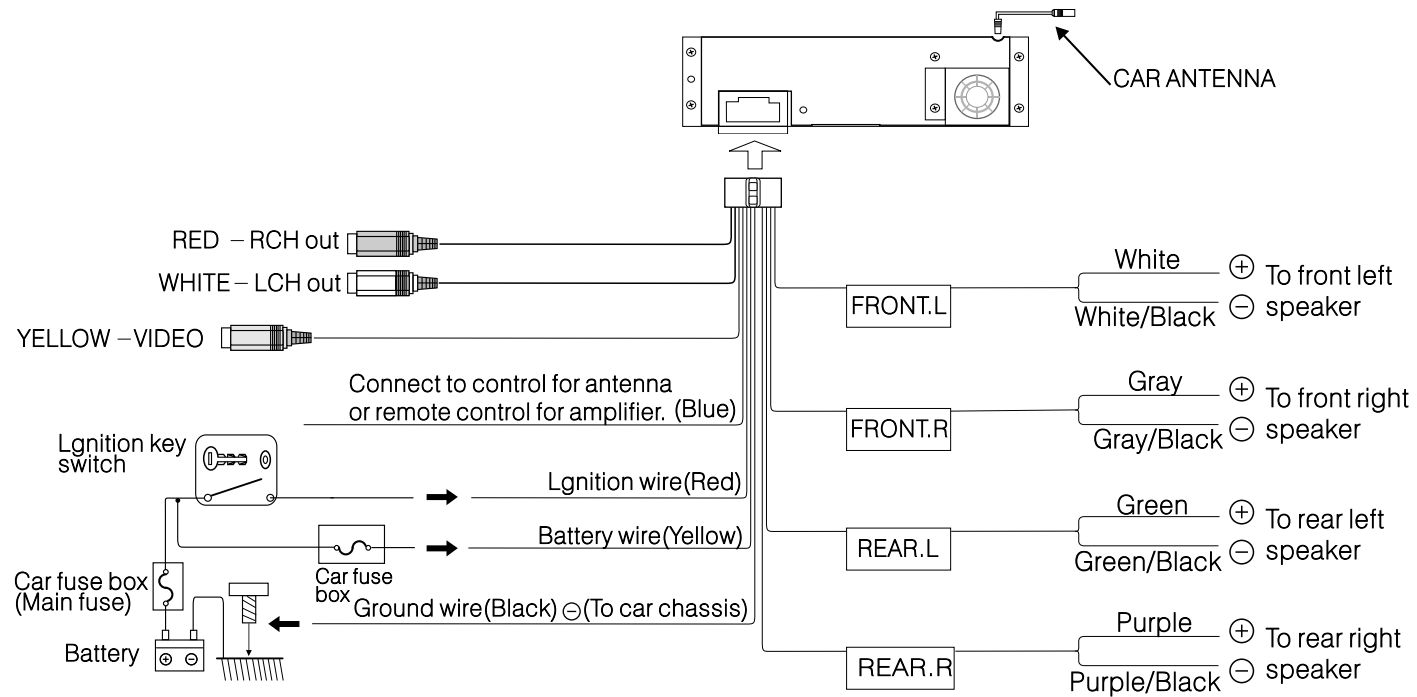 CAR ANTENNA
RED – RCH out
WHITE – LCH out
YELLOW – VIDEO
Connect to control for antenna
or remote control for amplifier. (Blue)
Lgnition key
switch
Lgnition wire(Red)
Battery wire(Yellow)
Car fuse
box
Car fuse box
(Main fuse)
Ground wire(Black) ⊖(To car chassis)
Battery
⊕ ⊖
FRONT.L
White
White/Black
⊕ To front left
⊖ speaker
FRONT.R
Gray
Gray/Black
⊕ To front right
⊖ speaker
REAR.L
Green
Green/Black
⊕ To rear left
⊖ speaker
REAR.R
Purple
Purple/Black
⊕ To rear right
⊖ speaker